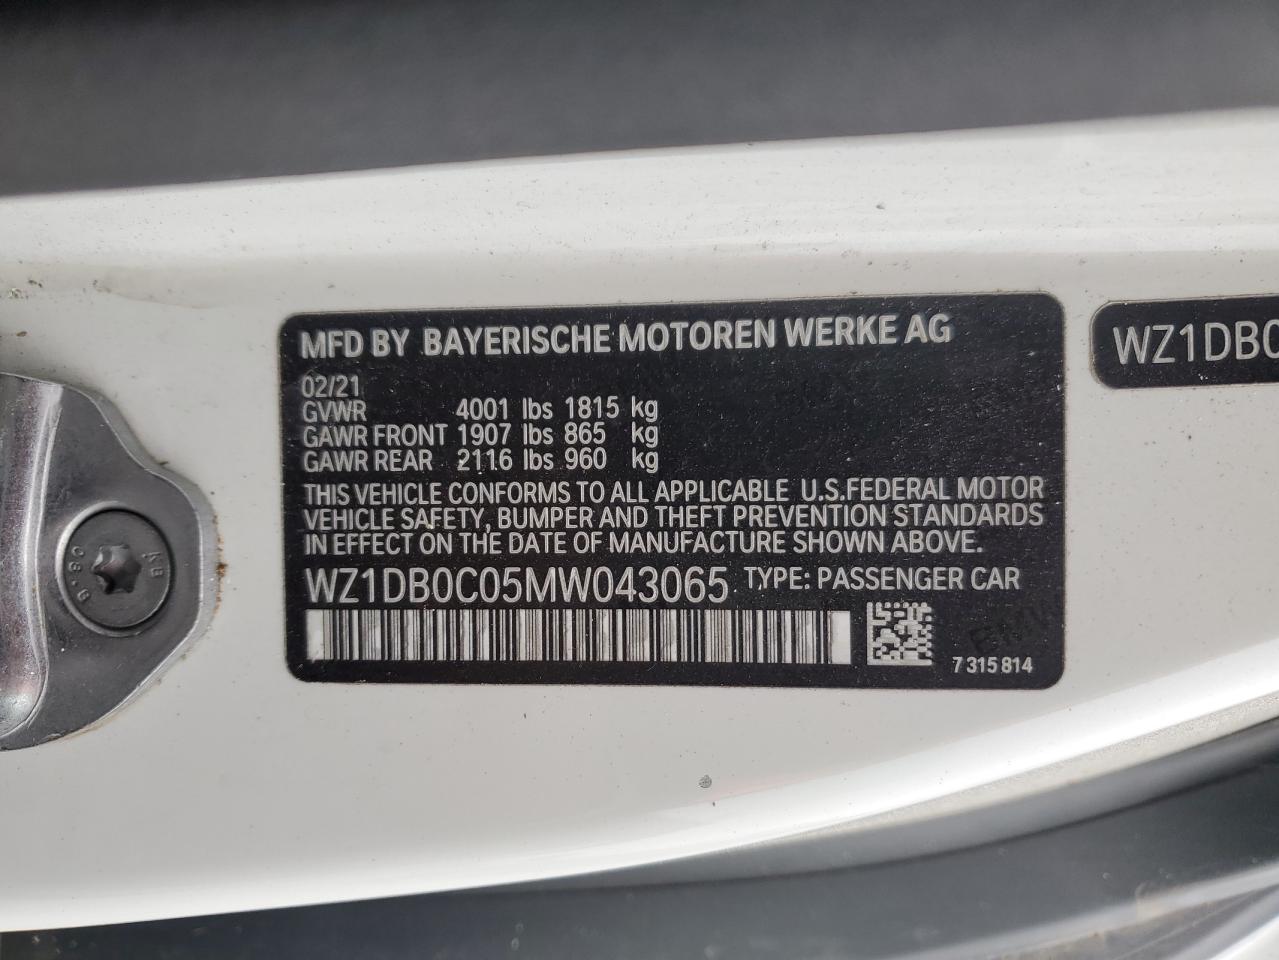 MFD BY BAYERISCHE MOTOREN WERKE AG
02/21
GVWR 4001 lbs 1815 kg
GAWR FRONT 1907 lbs 865 kg
GAWR REAR 2116 lbs 960 kg
THIS VEHICLE CONFORMS TO ALL APPLICABLE U.S.FEDERAL MOTOR
VEHICLE SAFETY, BUMPER AND THEFT PREVENTION STANDARDS
IN EFFECT ON THE DATE OF MANUFACTURE SHOWN ABOVE.
WZ1DB0C05MW043065 TYPE: PASSENGER CAR
7 315 814
WZ1DB0
KB
8.80